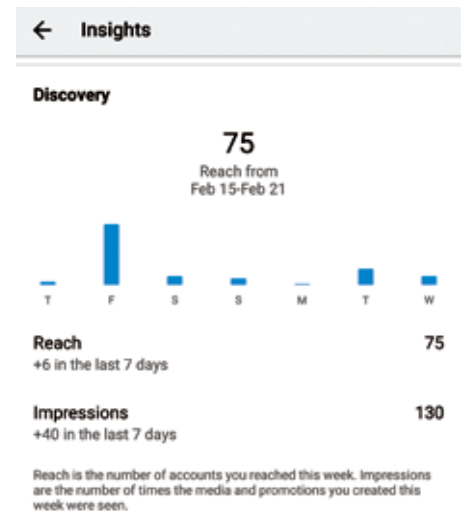 ← Insights
Discovery
75
Reach from
Feb 15-Feb 21
T F S S M T W
Reach 75
+6 in the last 7 days
Impressions 130
+40 in the last 7 days
Reach is the number of accounts you reached this week. Impressions
are the number of times the media and promotions you created this
week were seen.